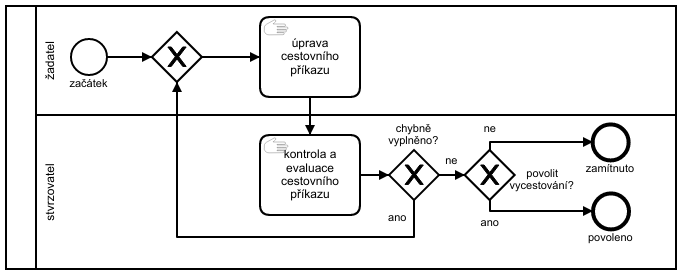 žadatel
začátek
úprava
cestovního
příkazu
stvrzovatel
kontrola a
evaluace
cestovního
příkazu
chybně
vyplněno?
ne
ano
ne
povolit
vycestování?
ano
zamítnuto
povoleno